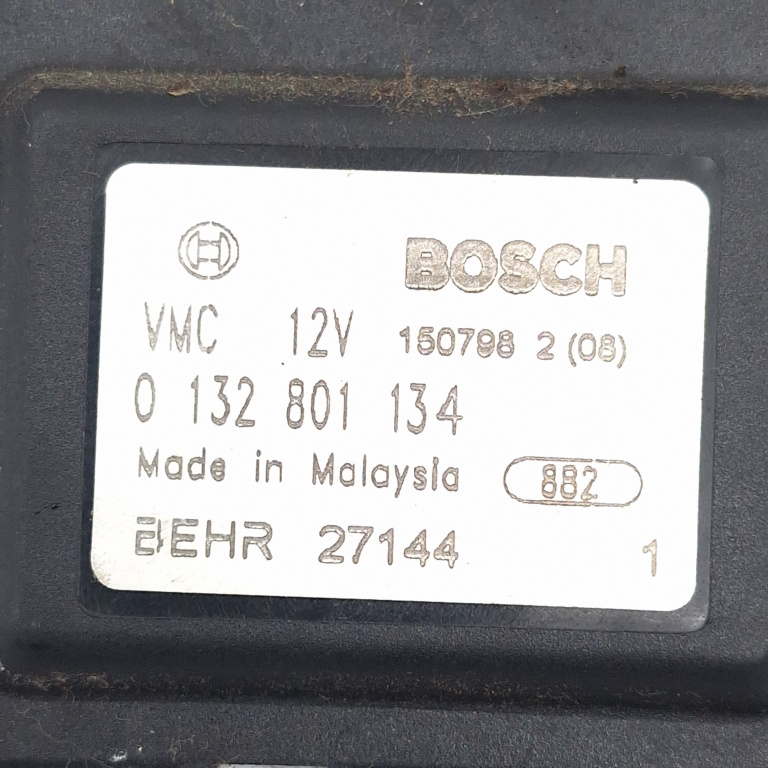 BOSCH
VMC 12V 150798 2 (08)
0 132 801 134
Made in Malaysia 882
BEHR 27144 1